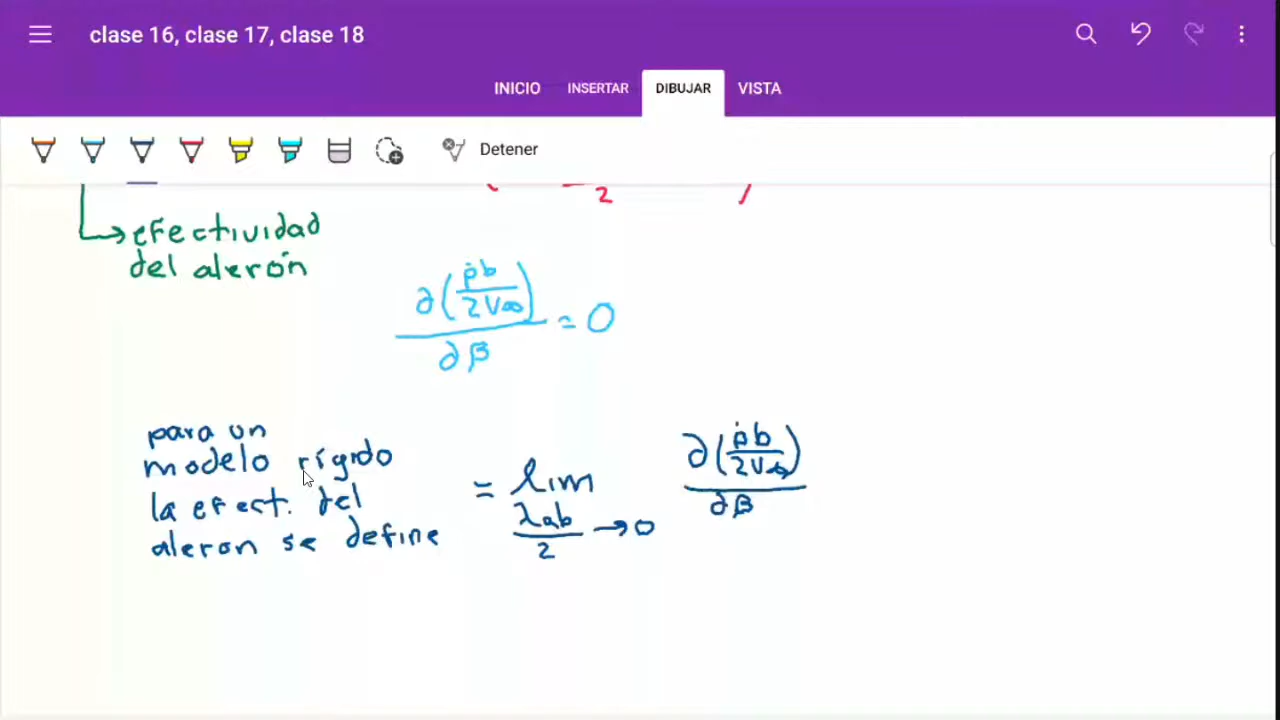 clase 16, clase 17, clase 18
INICIO INSERTAR DIBUJAR VISTA
Detener
( 2 )
→ efectividad
del alerón
∂(ṗb/2V∞)/∂β = 0
para un
modelo rígido
la efect. del
aleron se define
= lim λab/2 → 0 ∂(ṗb/2V∞)/∂β